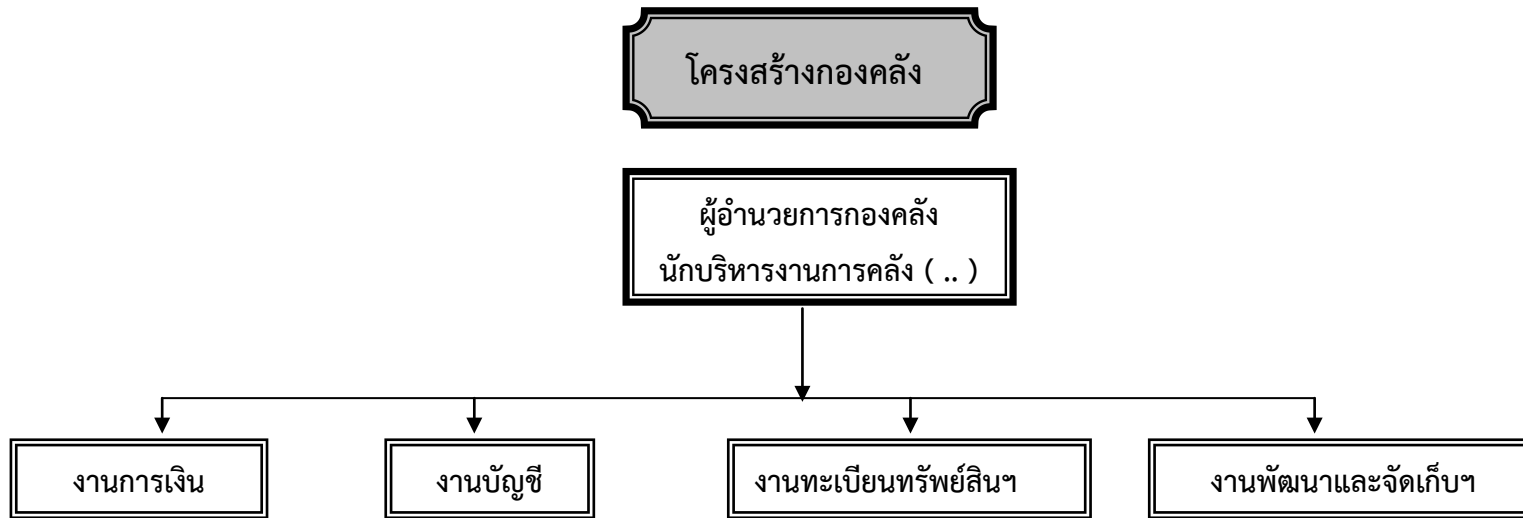 โครงสร้างกองคลัง
ผู้อำนวยการกองคลัง
นักบริหารงานการคลัง ( .. )
งานการเงิน
งานบัญชี
งานทะเบียนทรัพย์สินฯ
งานพัฒนาและจัดเก็บฯ